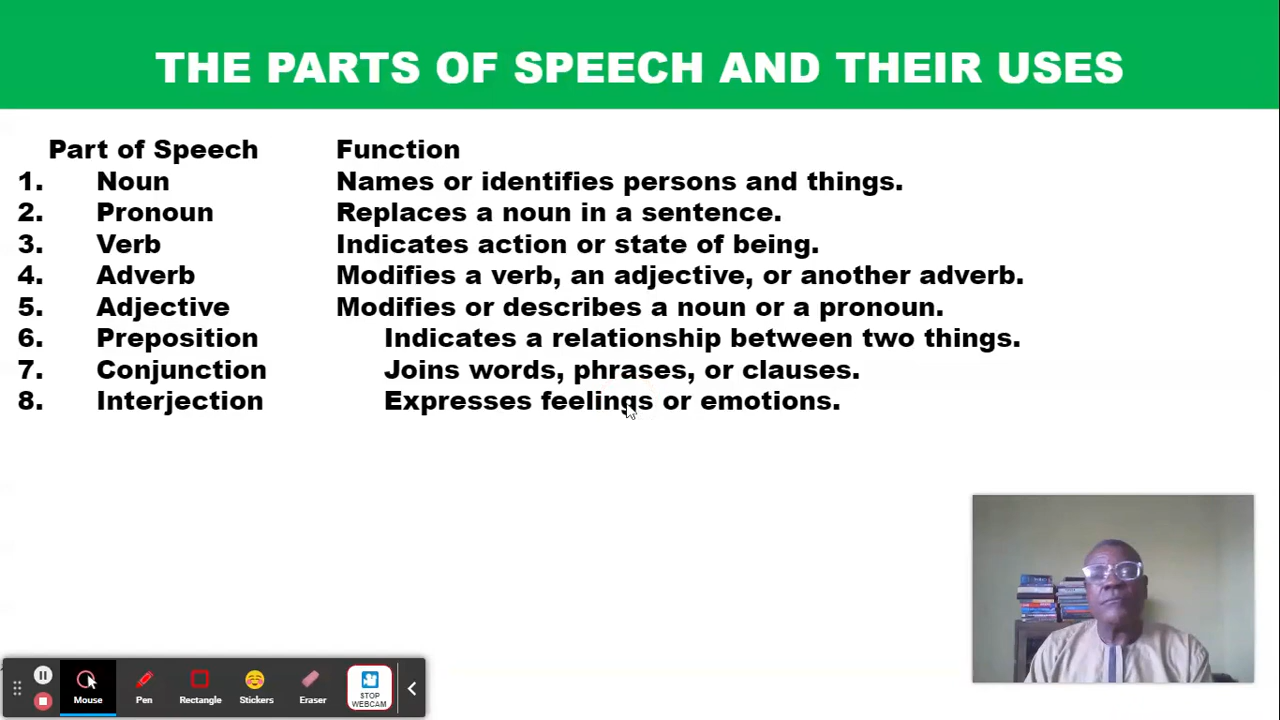 THE PARTS OF SPEECH AND THEIR USES
Part of Speech Function
1. Noun Names or identifies persons and things.
2. Pronoun Replaces a noun in a sentence.
3. Verb Indicates action or state of being.
4. Adverb Modifies a verb, an adjective, or another adverb.
5. Adjective Modifies or describes a noun or a pronoun.
6. Preposition Indicates a relationship between two things.
7. Conjunction Joins words, phrases, or clauses.
8. Interjection Expresses feelings or emotions.
Mouse Pen Rectangle Stickers Eraser STOP
WEBCAM